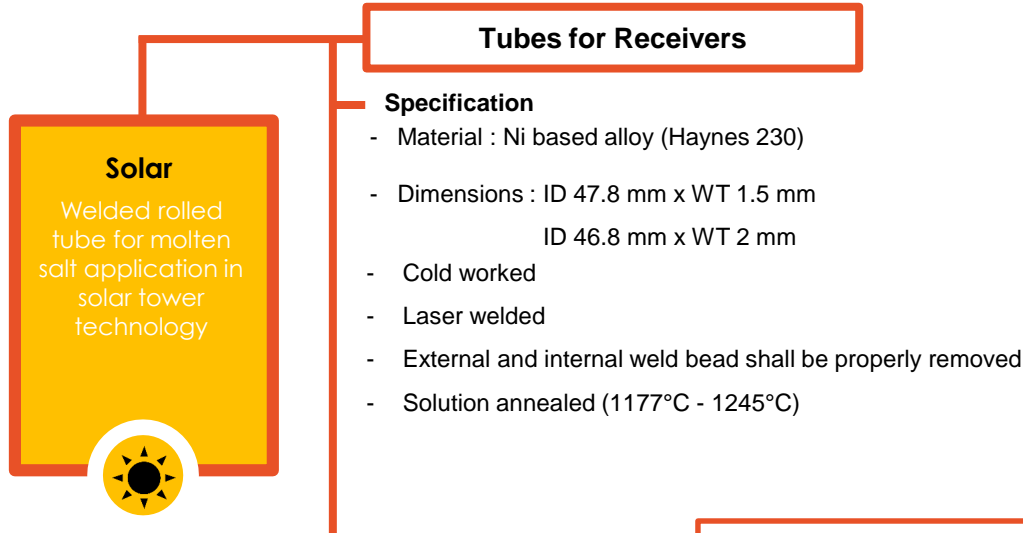 Tubes for Receivers
Solar
Welded rolled
tube for molten
salt application in
solar tower
technology
Specification
- Material : Ni based alloy (Haynes 230)
- Dimensions : ID 47.8 mm x WT 1.5 mm
ID 46.8 mm x WT 2 mm
- Cold worked
- Laser welded
- External and internal weld bead shall be properly removed
- Solution annealed (1177°C - 1245°C)